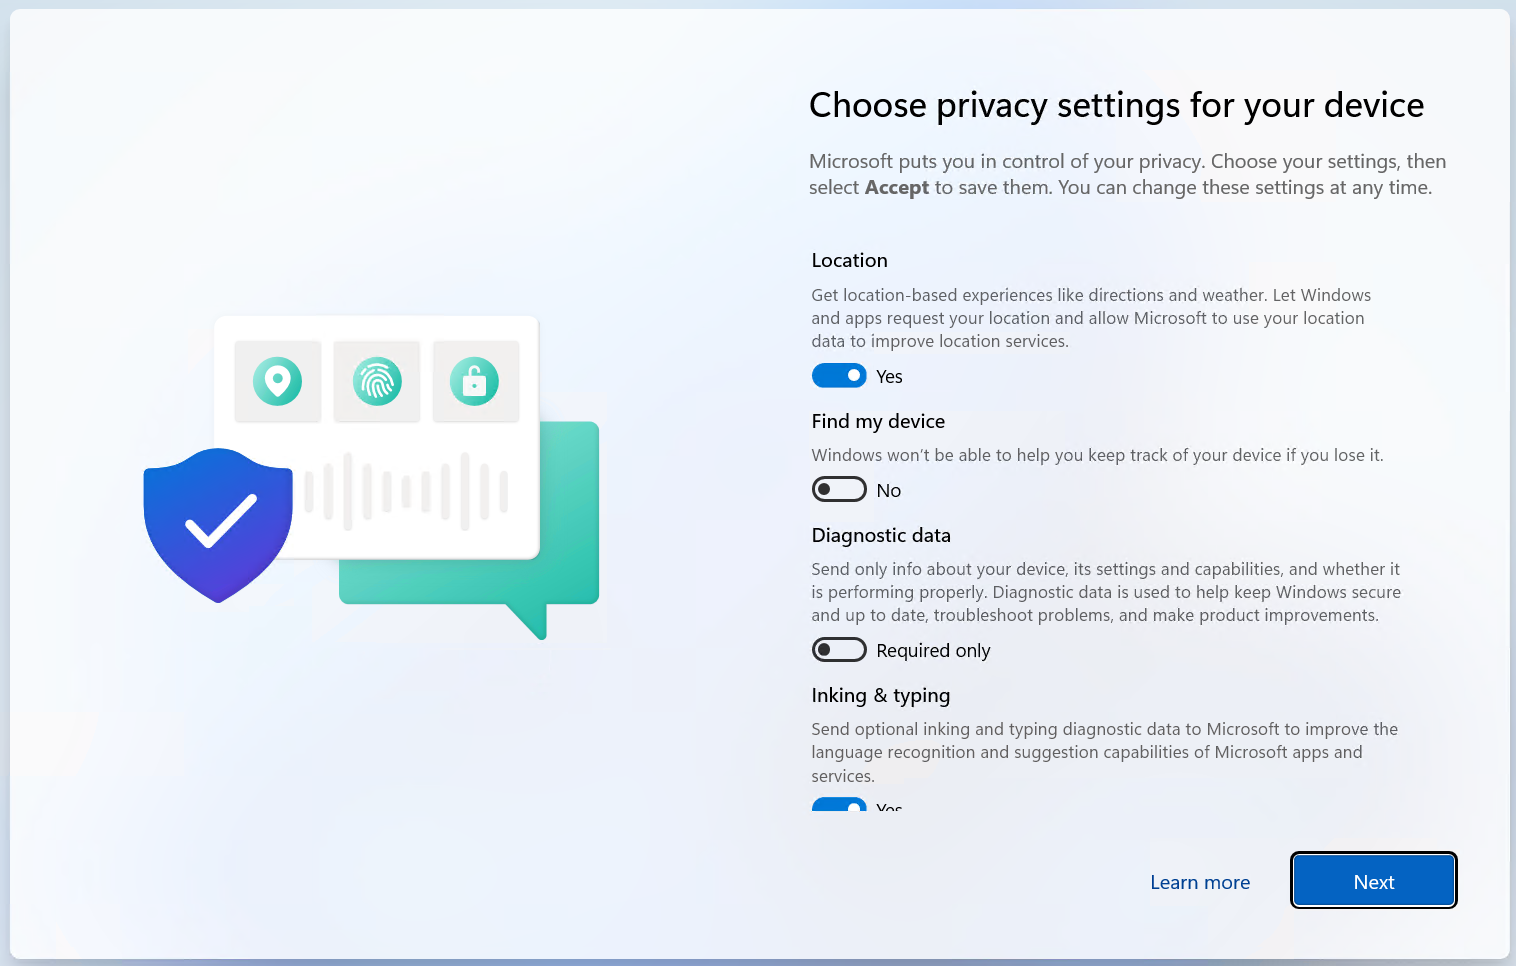 Choose privacy settings for your device
Microsoft puts you in control of your privacy. Choose your settings, then
select Accept to save them. You can change these settings at any time.
Location
Get location-based experiences like directions and weather. Let Windows
and apps request your location and allow Microsoft to use your location
data to improve location services.
Yes
Find my device
Windows won’t be able to help you keep track of your device if you lose it.
No
Diagnostic data
Send only info about your device, its settings and capabilities, and whether it
is performing properly. Diagnostic data is used to help keep Windows secure
and up to date, troubleshoot problems, and make product improvements.
Required only
Inking & typing
Send optional inking and typing diagnostic data to Microsoft to improve the
language recognition and suggestion capabilities of Microsoft apps and
services.
Yes
Learn more
Next